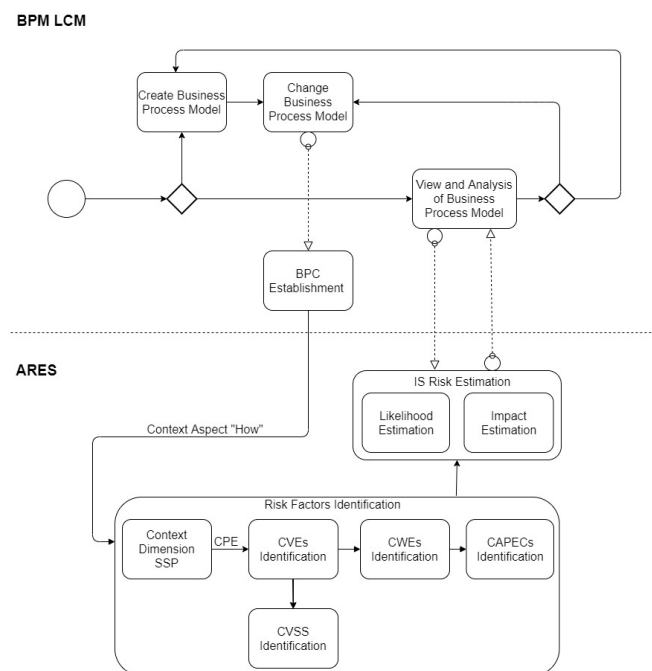 BPM LCM
Create Business
Process Model
Change
Business
Process Model
View and Analysis
of Business
Process Model
BPC
Establishment
ARES
IS Risk Estimation
Likelihood
Estimation
Impact
Estimation
Context Aspect "How"
Risk Factors Identification
Context
Dimension
SSP
CPE
CVEs
Identification
CWEs
Identification
CAPECs
Identification
CVSS
Identification